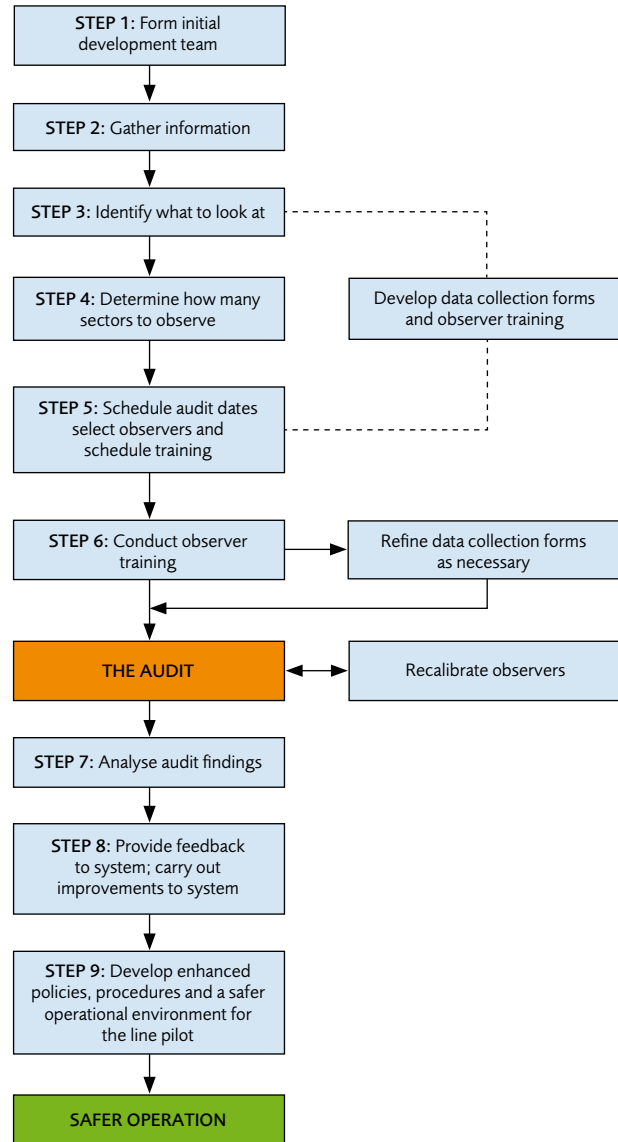 STEP 1: Form initial
development team
STEP 2: Gather information
STEP 3: Identify what to look at
STEP 4: Determine how many
sectors to observe
Develop data collection forms
and observer training
STEP 5: Schedule audit dates
select observers and
schedule training
STEP 6: Conduct observer
training
Refine data collection forms
as necessary
THE AUDIT
Recalibrate observers
STEP 7: Analyse audit findings
STEP 8: Provide feedback
to system; carry out
improvements to system
STEP 9: Develop enhanced
policies, procedures and a safer
operational environment for
the line pilot
SAFER OPERATION